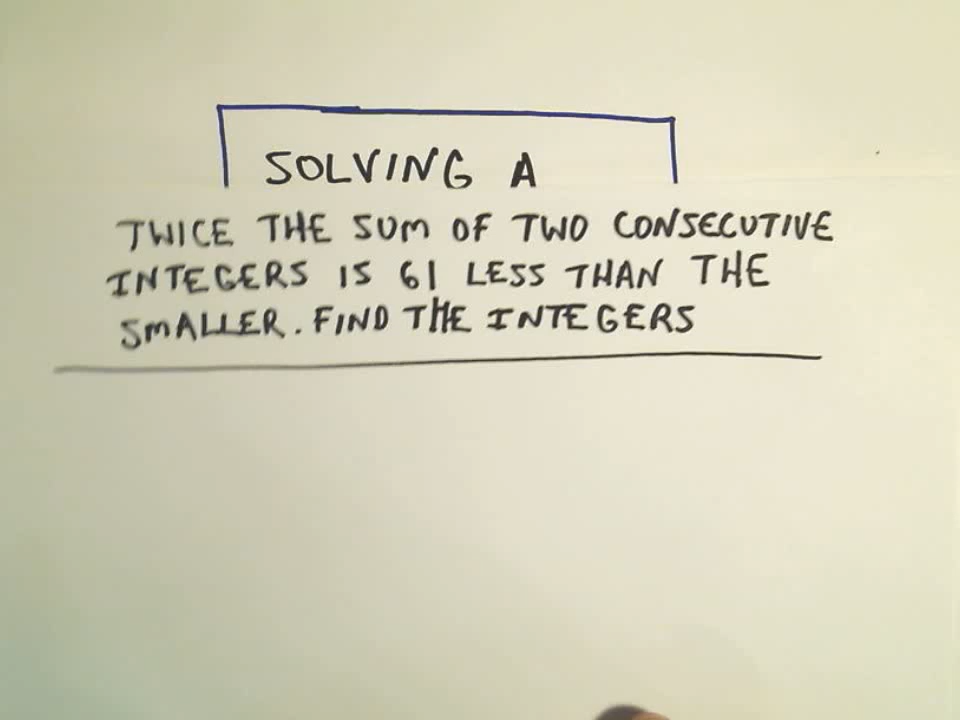 SOLVING A
TWICE THE SUM OF TWO CONSECUTIVE
INTEGERS IS 61 LESS THAN THE
SMALLER. FIND THE INTEGERS